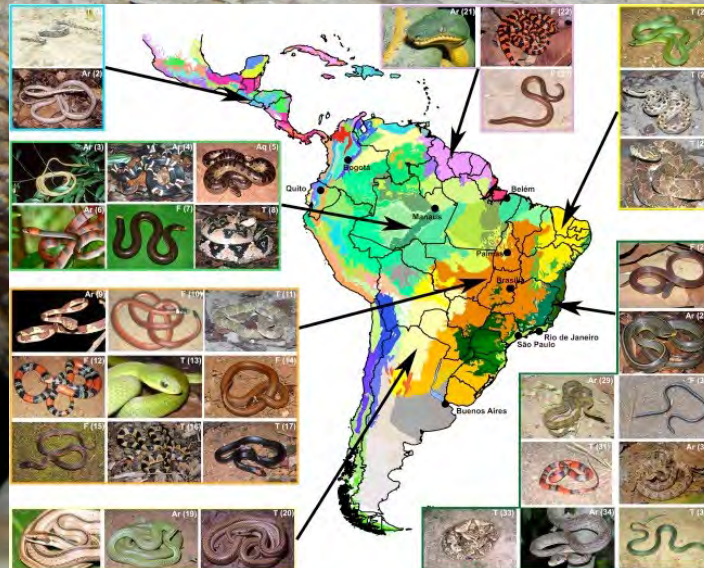 Ar (2)
Ar (3)
Ar (4)
Aq (5)
Ar (6)
F (7)
T (8)
Ar (9)
F (10)
T (11)
F (12)
T (13)
F (14)
F (15)
T (16)
T (17)
Ar (19)
T (20)
Ar (21)
F (22)
Ar (29)
T (31)
T (33)
Ar (34)
Bogotá
Quito
Manaus
Belém
Palmas
Brasília
Rio de Janeiro
São Paulo
Buenos Aires